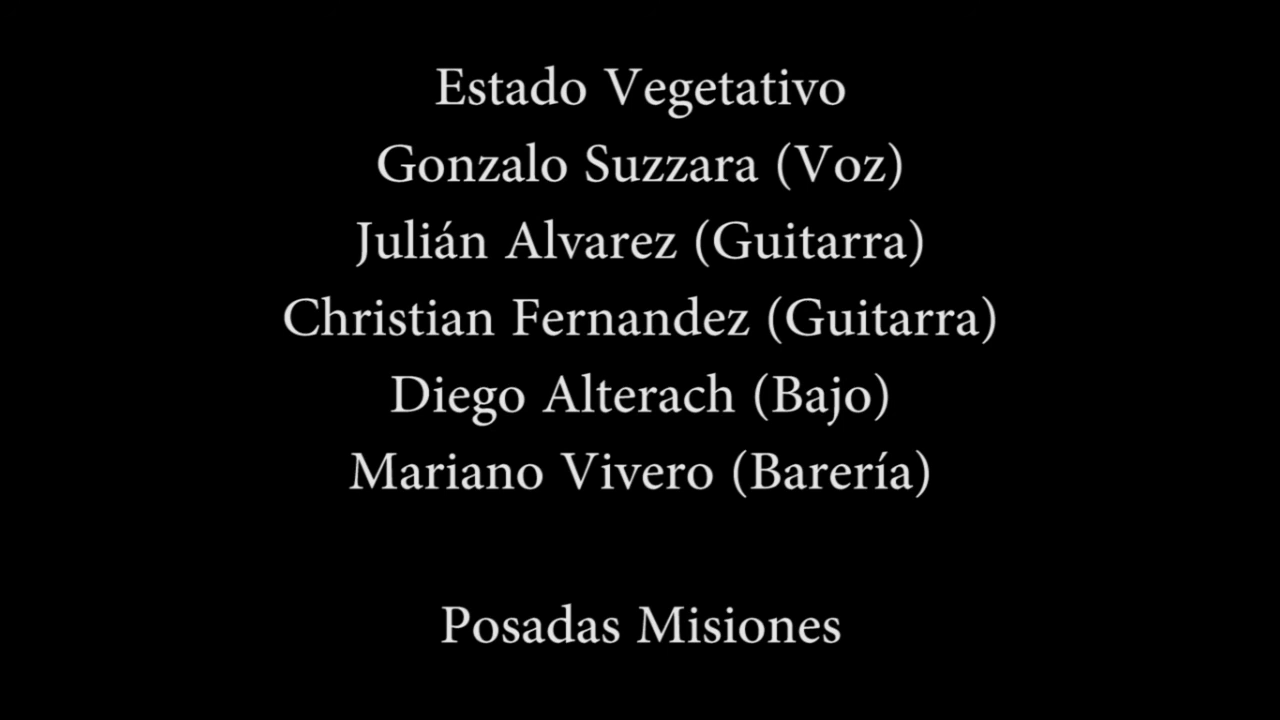 Estado Vegetativo
Gonzalo Suzzara (Voz)
Julián Alvarez (Guitarra)
Christian Fernandez (Guitarra)
Diego Alterach (Bajo)
Mariano Vivero (Barería)
Posadas Misiones